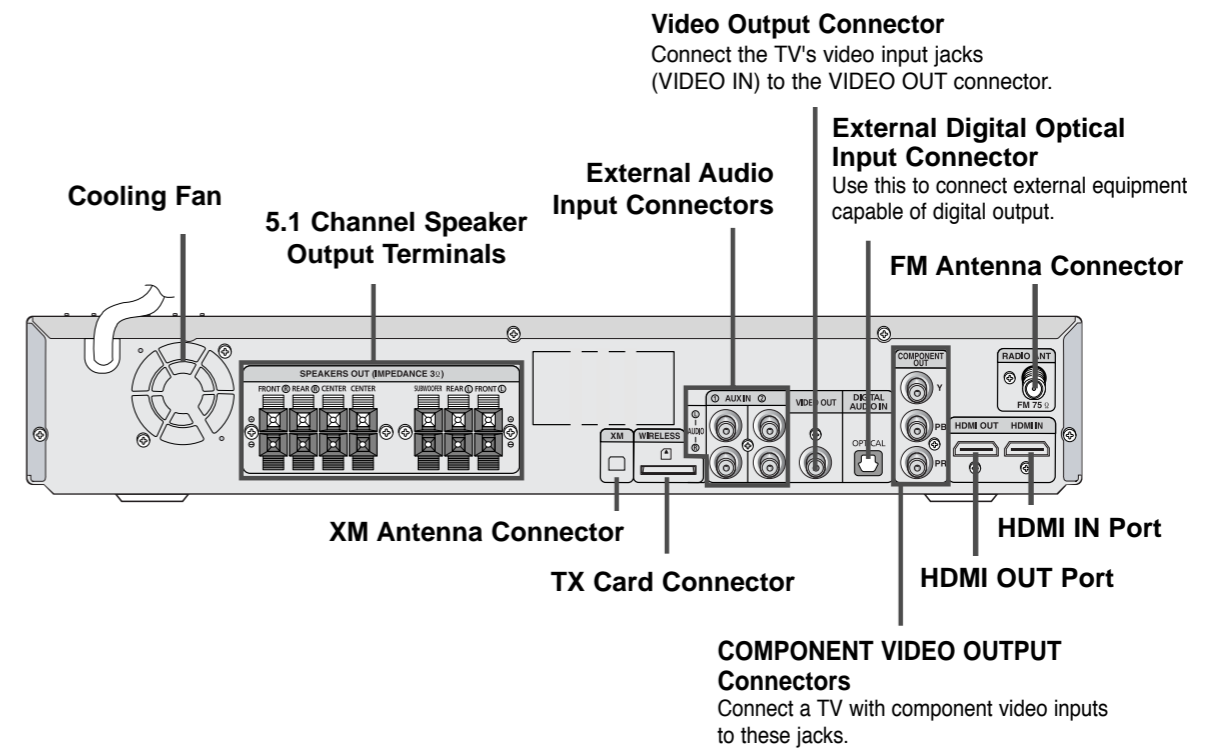 Video Output Connector
Connect the TV's video input jacks
(VIDEO IN) to the VIDEO OUT connector.
External Digital Optical
Input Connector
Use this to connect external equipment
capable of digital output.
External Audio
Input Connectors
Cooling Fan
5.1 Channel Speaker
Output Terminals
FM Antenna Connector
SPEAKERS OUT (IMPEDANCE 3Ω)
FRONT Ⓡ REAR Ⓡ CENTER CENTER SUBWOOFER REAR Ⓛ FRONT Ⓛ
⊕ ⊕
⊖ ⊖
XM
WIRELESS
① AUX IN ②
Ⓛ
AUDIO
Ⓡ
VIDEO OUT
DIGITAL
AUDIO IN
OPTICAL
COMPONENT
OUT
Y
PB
PR
RADIO ANT
FM 75 Ω
HDMI OUT HDMI IN
XM Antenna Connector
TX Card Connector
HDMI IN Port
HDMI OUT Port
COMPONENT VIDEO OUTPUT
Connectors
Connect a TV with component video inputs
to these jacks.